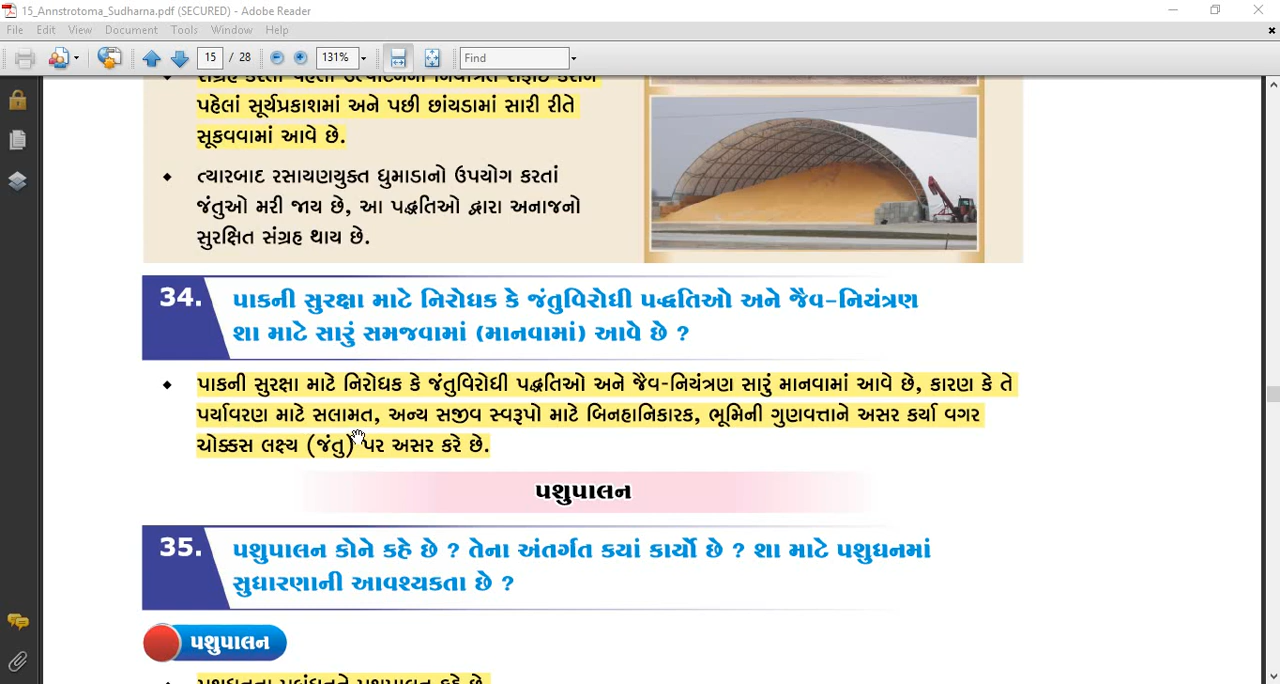 15_Annstrotoma_Sudharna.pdf (SECURED) - Adobe Reader
File Edit View Document Tools Window Help
15 / 28 131% Find
પહેલાં સૂર્યપ્રકાશમાં અને પછી છાંયડામાં સારી રીતે
સૂકવવામાં આવે છે.
ત્યારબાદ રસાયણયુક્ત ધુમાડાનો ઉપયોગ કરતાં
જંતુઓ મરી જાય છે, આ પદ્ધતિઓ દ્વારા અનાજનો
સુરક્ષિત સંગ્રહ થાય છે.
34. પાકની સુરક્ષા માટે નિરોધક કે જંતુવિરોધી પદ્ધતિઓ અને જૈવ-નિયંત્રણ
શા માટે સારું સમજવામાં (માનવામાં) આવે છે ?
પાકની સુરક્ષા માટે નિરોધક કે જંતુવિરોધી પદ્ધતિઓ અને જૈવ-નિયંત્રણ સારું માનવામાં આવે છે, કારણ કે તે
પર્યાવરણ માટે સલામત, અન્ય સજીવ સ્વરૂપો માટે બિનહાનિકારક, ભૂમિની ગુણવત્તાને અસર કર્યા વગર
ચોક્કસ લક્ષ્ય (જંતુ) પર અસર કરે છે.
પશુપાલન
35. પશુપાલન કોને કહે છે ? તેના અંતર્ગત કયાં કાર્યો છે ? શા માટે પશુધનમાં
સુધારણાની આવશ્યકતા છે ?
પશુપાલન